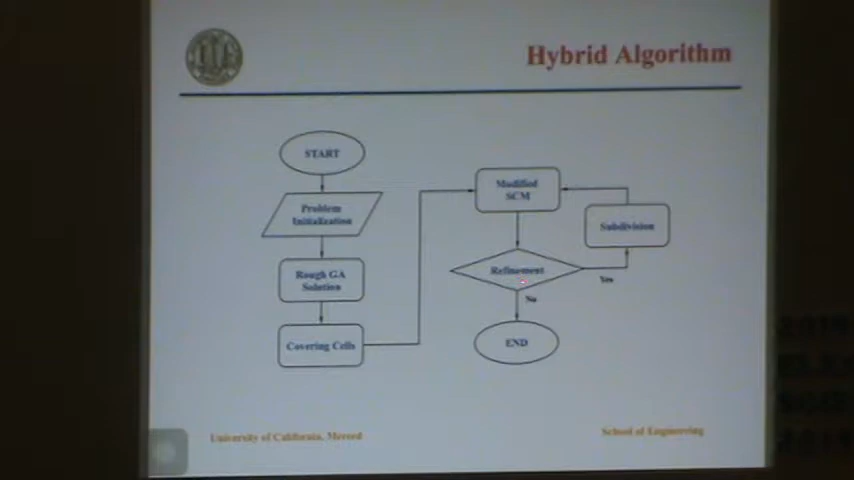 Hybrid Algorithm
START
Problem
Initialization
Rough GA
Solution
Covering Cells
Modified
SCM
Subdivision
Refinement
Yes
No
END
University of California, Merced
School of Engineering